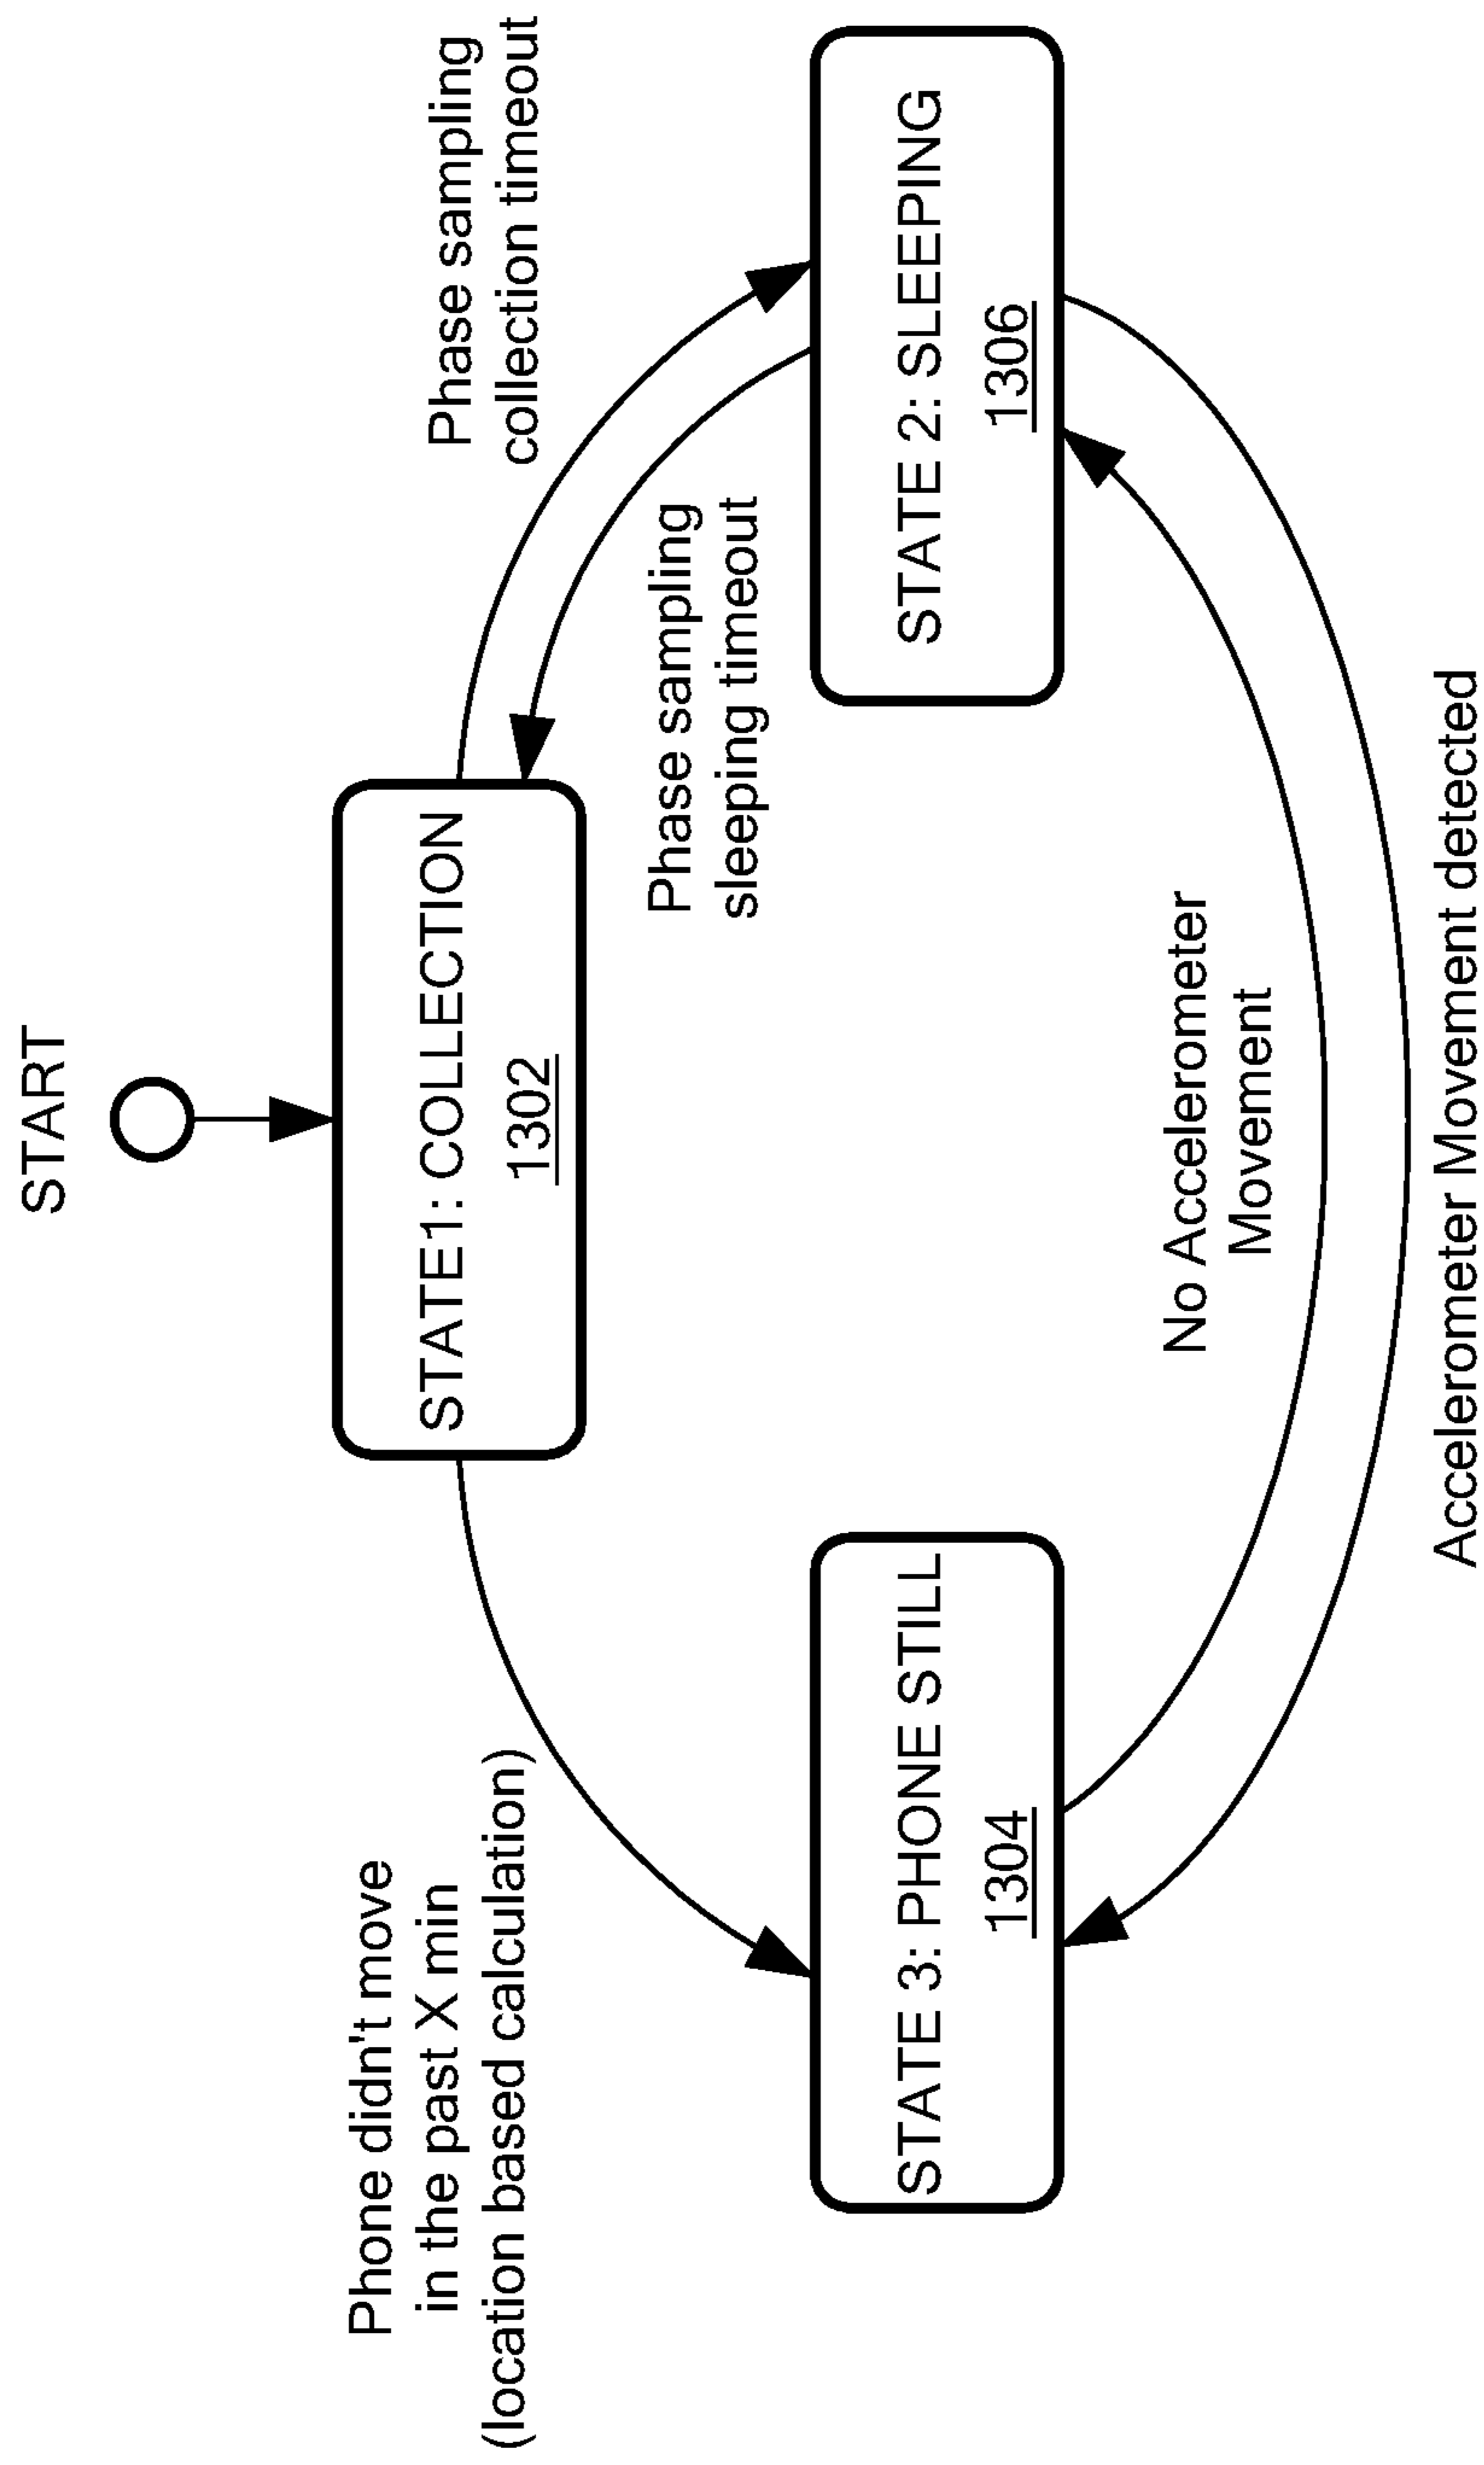 START
STATE1: COLLECTION
1302
Phone didn't move
in the past X min
(location based calculation)
Phase sampling
collection timeout
Phase sampling
sleeping timeout
STATE 3: PHONE STILL
1304
STATE 2: SLEEPING
1306
No Accelerometer
Movement
Accelerometer Movement detected